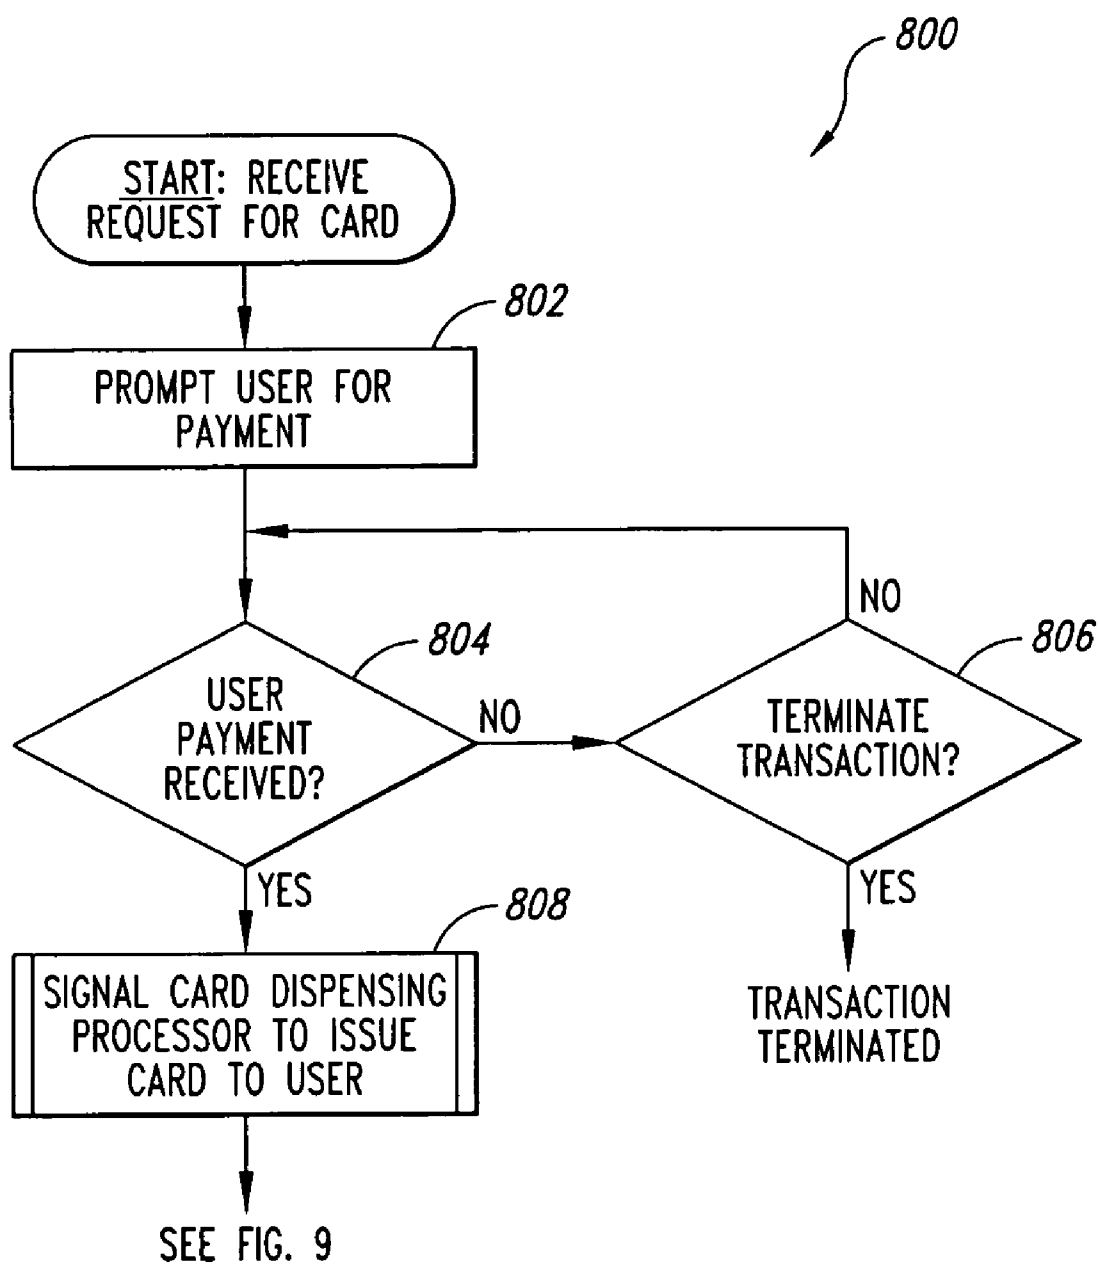 800
START: RECEIVE
REQUEST FOR CARD
802
PROMPT USER FOR
PAYMENT
NO
804
806
USER
PAYMENT
RECEIVED?
NO
TERMINATE
TRANSACTION?
YES
YES
808
SIGNAL CARD DISPENSING
PROCESSOR TO ISSUE
CARD TO USER
TRANSACTION
TERMINATED
SEE FIG. 9